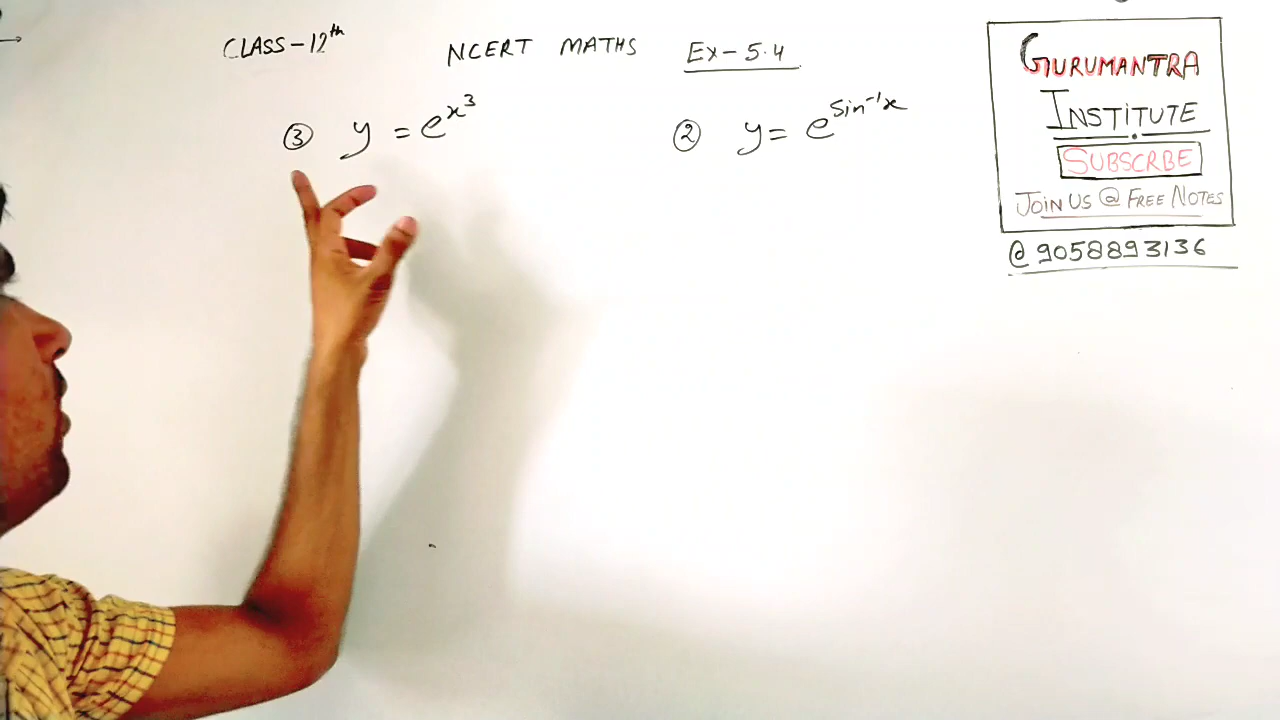 CLASS-12th NCERT MATHS Ex-5.4
③ y = e^x^3 ② y = e^Sin^-1x
GURUMANTRA
INSTiTUTE
SUBSCRBE
JOiN US @ FREE NOTES
@ 9058893136